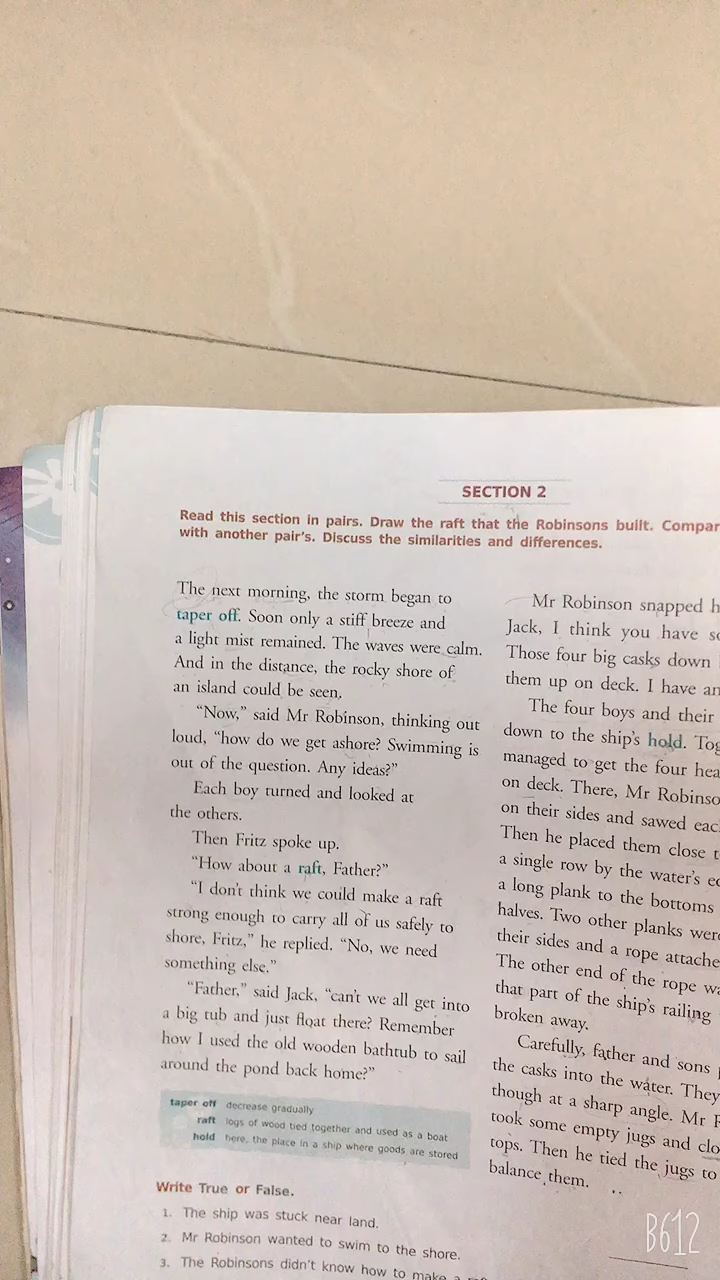 SECTION 2
Read this section in pairs. Draw the raft that the Robinsons built.
with another pair's. Discuss the similarities and differences.
The next morning, the storm began to
taper off. Soon only a stiff breeze and
a light mist remained. The waves were calm.
And in the distance, the rocky shore of
an island could be seen.
“Now,” said Mr Robinson, thinking out
loud, “how do we get ashore? Swimming is
out of the question. Any ideas?”
Each boy turned and looked at
the others.
Then Fritz spoke up.
“How about a raft, Father?”
“I don't think we could make a raft
strong enough to carry all of us safely to
shore, Fritz,” he replied. “No, we need
something else.”
“Father,” said Jack, “can't we all get into
a big tub and just float there? Remember
how I used the old wooden bathtub to sail
around the pond back home?”
taper off decrease gradually
raft logs of wood tied together and used as a boat
hold here, the place in a ship where goods are stored
Write True or False.
1. The ship was stuck near land.
2. Mr Robinson wanted to swim to the shore.
3. The Robinsons didn't know how to make a
Mr Robinson snapped
Jack, I think you have
Those four big casks down
them up on deck. I have
The four boys and their
down to the ship's hold.
managed to get the four
on deck. There, Mr
on their sides and sawed
Then he placed them close
a single row by the water's
a long plank to the bottoms
halves. Two other planks
their sides and a rope
The other end of the rope
that part of the ship's railing
broken away.
Carefully, father and sons
the casks into the water. They
though at a sharp angle. Mr
took some empty jugs and
tops. Then he tied the jugs to
balance them.
B612